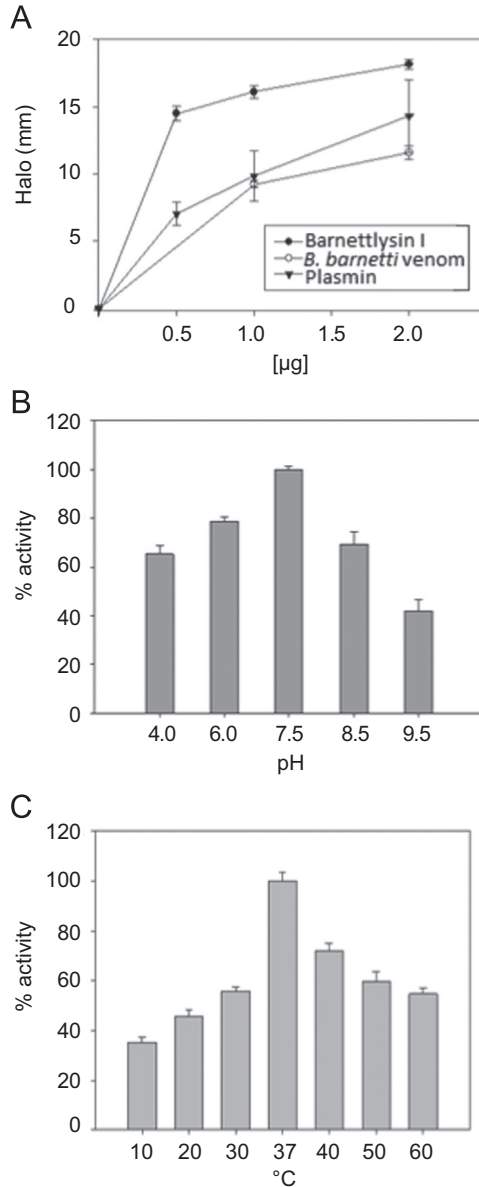 A
20
15
10
5
0
Halo (mm)
Barnettlysin I
B. barnetti venom
Plasmin
0.5 1.0 1.5 2.0
[µg]
B
120
100
80
60
40
20
0
% activity
4.0 6.0 7.5 8.5 9.5
pH
C
120
100
80
60
40
20
0
% activity
10 20 30 37 40 50 60
°C